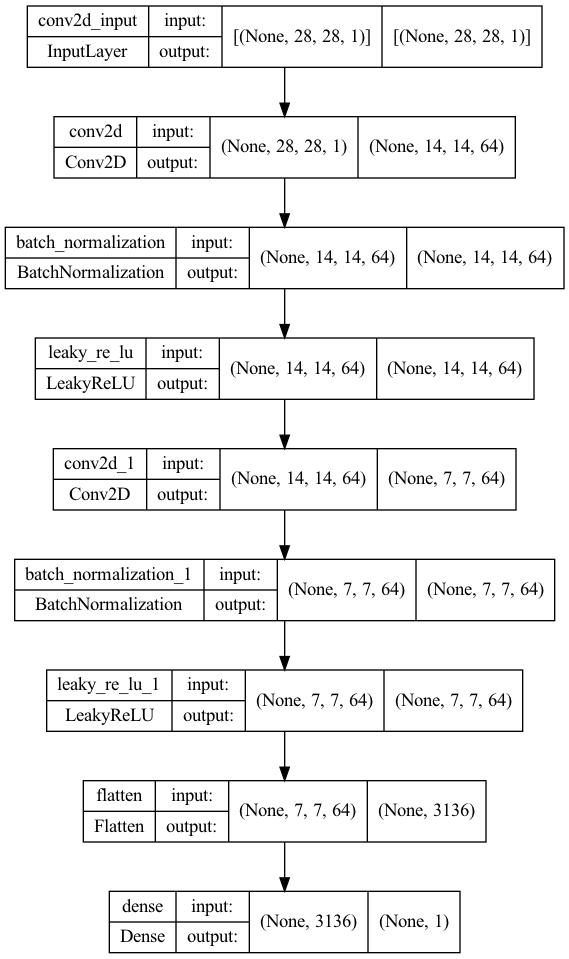 conv2d_input input: [(None, 28, 28, 1)] [(None, 28, 28, 1)]
InputLayer output:
conv2d input: (None, 28, 28, 1) (None, 14, 14, 64)
Conv2D output:
batch_normalization input: (None, 14, 14, 64) (None, 14, 14, 64)
BatchNormalization output:
leaky_re_lu input: (None, 14, 14, 64) (None, 14, 14, 64)
LeakyReLU output:
conv2d_1 input: (None, 14, 14, 64) (None, 7, 7, 64)
Conv2D output:
batch_normalization_1 input: (None, 7, 7, 64) (None, 7, 7, 64)
BatchNormalization output:
leaky_re_lu_1 input: (None, 7, 7, 64) (None, 7, 7, 64)
LeakyReLU output:
flatten input: (None, 7, 7, 64) (None, 3136)
Flatten output:
dense input: (None, 3136) (None, 1)
Dense output: